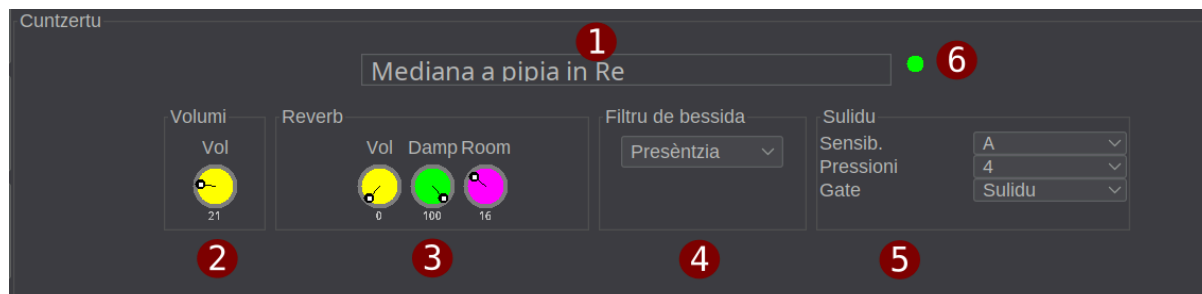 Cuntzertu
1
Mediana a pipia in Re
6
Volumi
Vol
21
2
Reverb
Vol Damp Room
0 100 16
3
Filtru de bessida
Presèntzia
4
Sulidu
Sensib. A
Pressioni 4
Gate Sulidu
5